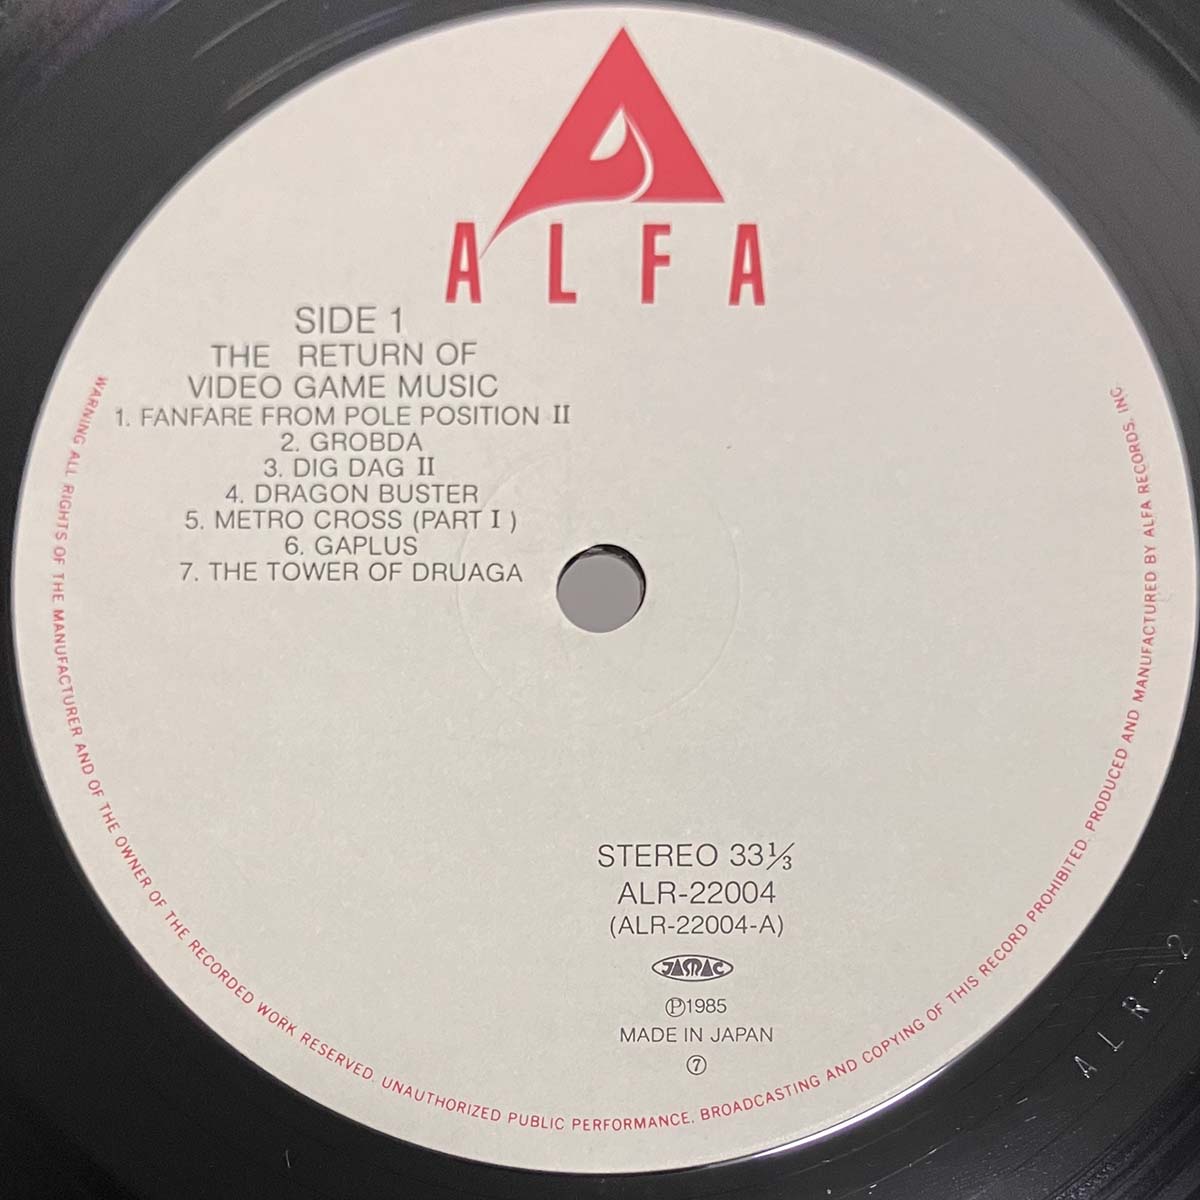 ALFA
SIDE 1
THE RETURN OF
VIDEO GAME MUSIC
1. FANFARE FROM POLE POSITION II
2. GROBDA
3. DIG DAG II
4. DRAGON BUSTER
5. METRO CROSS (PART I)
6. GAPLUS
7. THE TOWER OF DRUAGA
STEREO 33⅓
ALR-22004
(ALR-22004-A)
JASRAC
Ⓟ1985
MADE IN JAPAN
⑦
WARNING ALL RIGHTS OF THE MANUFACTURER AND OF THE OWNER OF THE RECORDED WORK RESERVED. UNAUTHORIZED PUBLIC PERFORMANCE, BROADCASTING AND COPYING OF THIS RECORD PROHIBITED. PRODUCED AND MANUFACTURED BY ALFA RECORDS, INC.
ALR-2